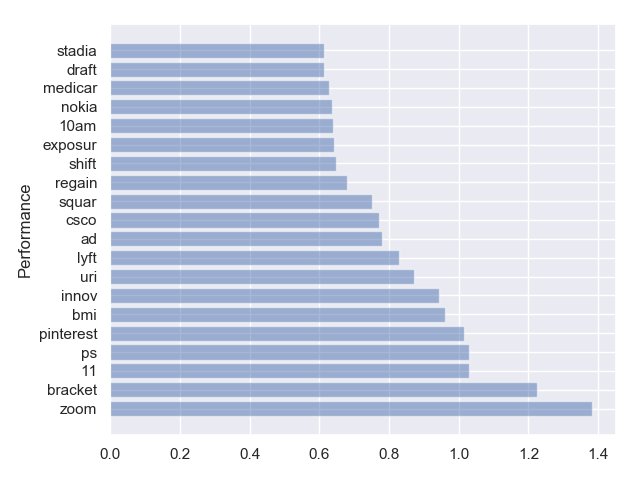 stadia
draft
medicar
nokia
10am
exposur
shift
regain
squar
csco
ad
lyft
uri
innov
bmi
pinterest
ps
11
bracket
zoom
Performance
0.0 0.2 0.4 0.6 0.8 1.0 1.2 1.4